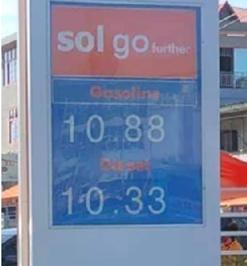 sol go further
Gasoline
10.88
Diesel
10.33